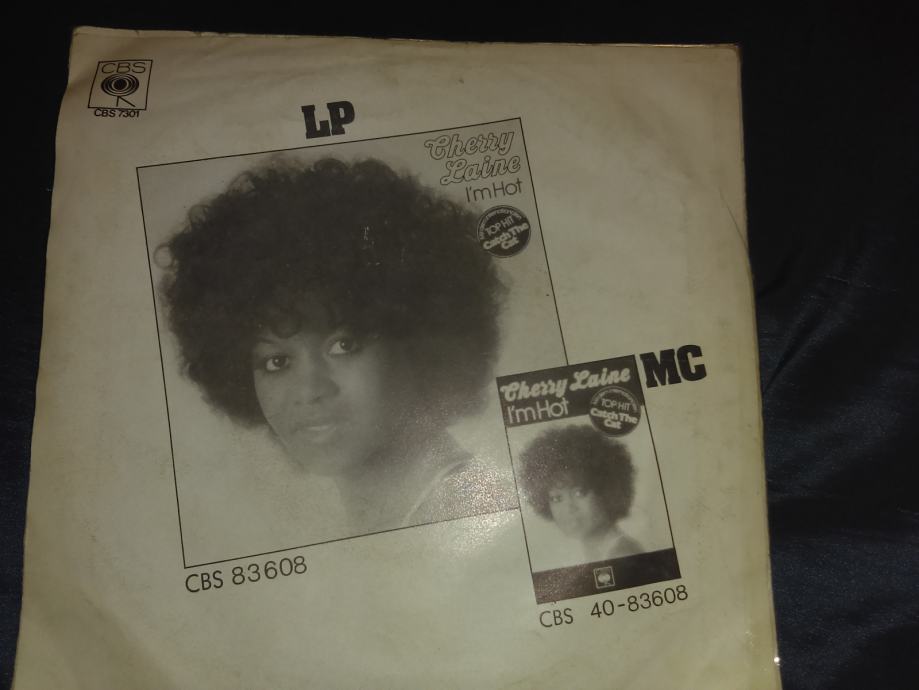 CBS
CBS 7301
LP
Cherry
Laine
I'm Hot
TOP HIT
Catch The
Cat
MC
Cherry Laine
I'm Hot
TOP HIT
Catch The
Cat
CBS 83608
CBS 40-83608